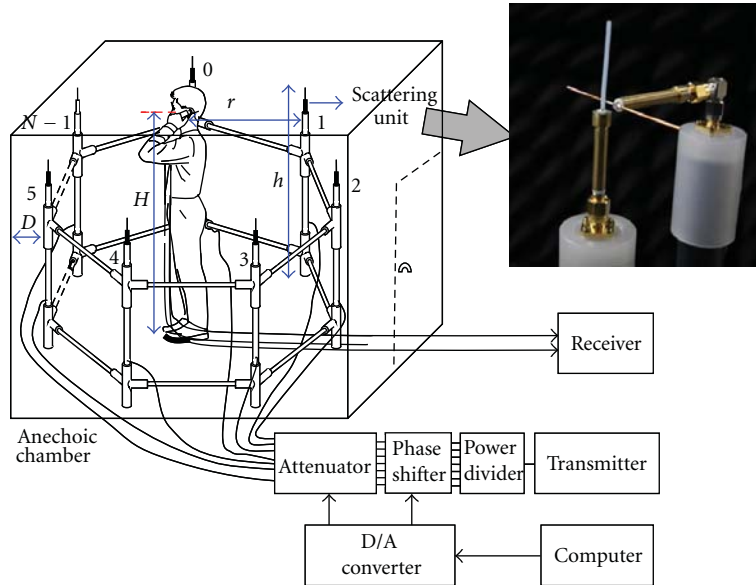 0
r
Scattering
unit
N − 1
1
5
H
h
2
D
4
3
Receiver
Anechoic
chamber
Attenuator
Phase
shifter
Power
divider
Transmitter
D/A
converter
Computer